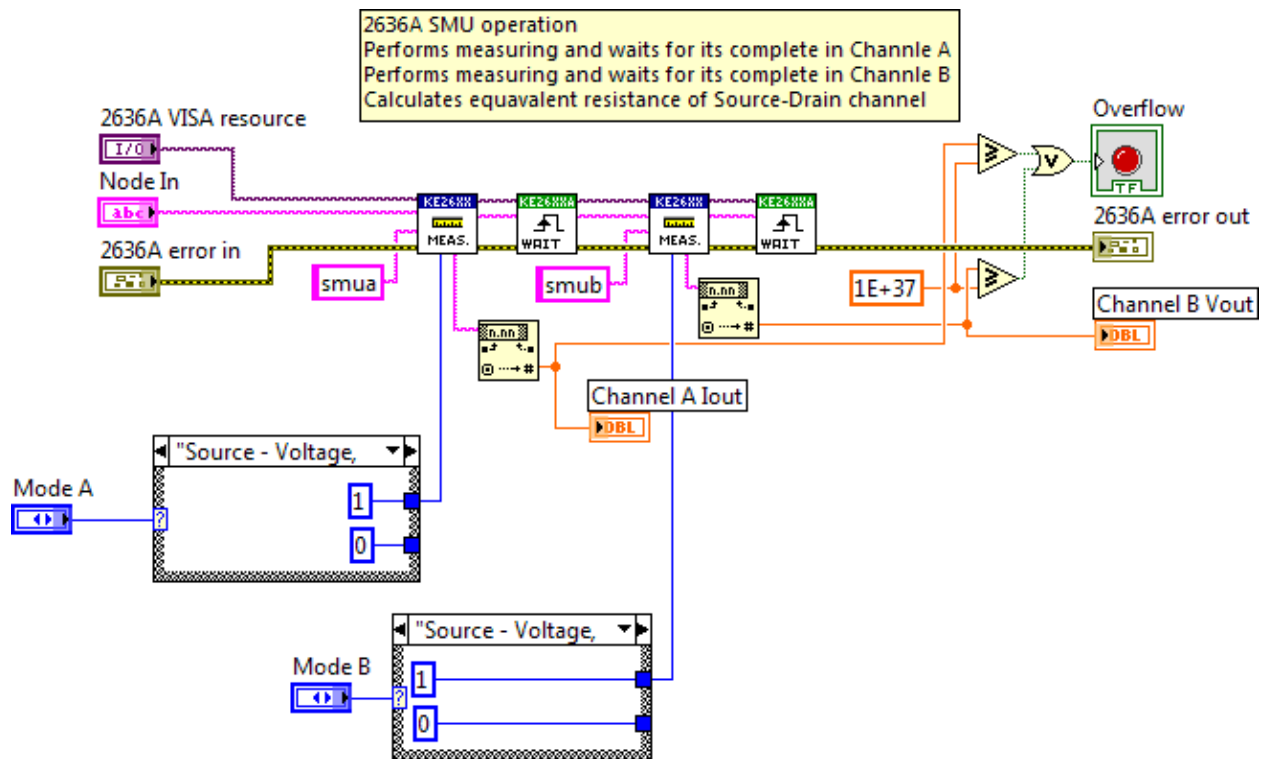 2636A SMU operation
Performs measuring and waits for its complete in Channle A
Performs measuring and waits for its complete in Channle B
Calculates equavalent resistance of Source-Drain channel
2636A VISA resource
I/O
Node In
abc
2636A error in
KE26XX
MEAS.
KE26XXA
WAIT
KE26XX
MEAS.
KE26XXA
WAIT
smua
smub
n.nn
#
n.nn
#
1E+37
≥
≥
V
Overflow
TF
2636A error out
Channel B Vout
DBL
Channel A Iout
DBL
Mode A
"Source - Voltage,
?
1
0
Mode B
"Source - Voltage,
?
1
0